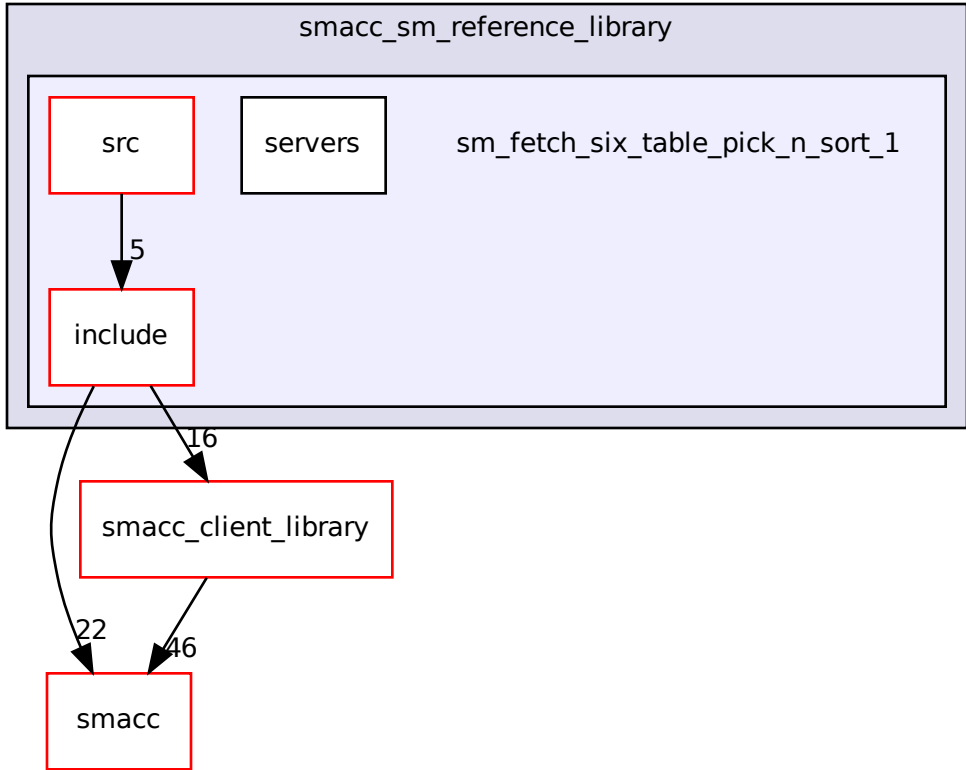 smacc_sm_reference_library
src
servers
sm_fetch_six_table_pick_n_sort_1
5
include
16
smacc_client_library
22
46
smacc